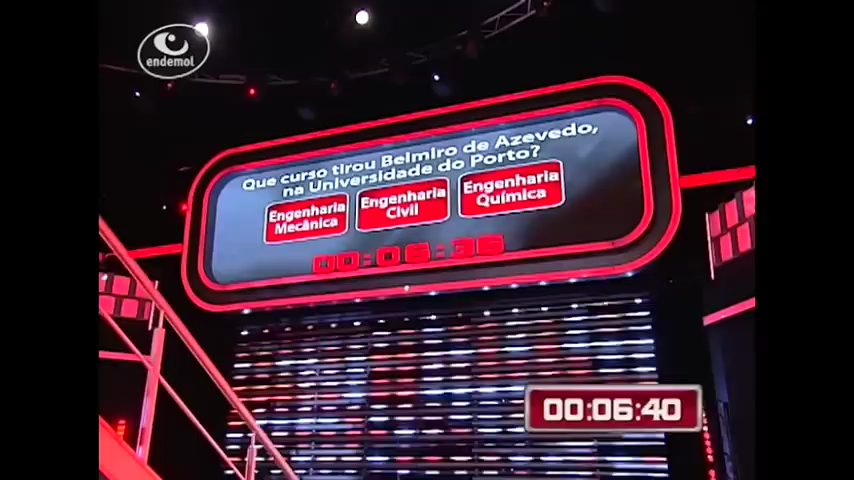 endemol
Que curso tirou Belmiro de Azevedo,
na Universidade do Porto?
Engenharia
Mecânica
Engenharia
Civil
Engenharia
Química
00:06:36
00:06:40